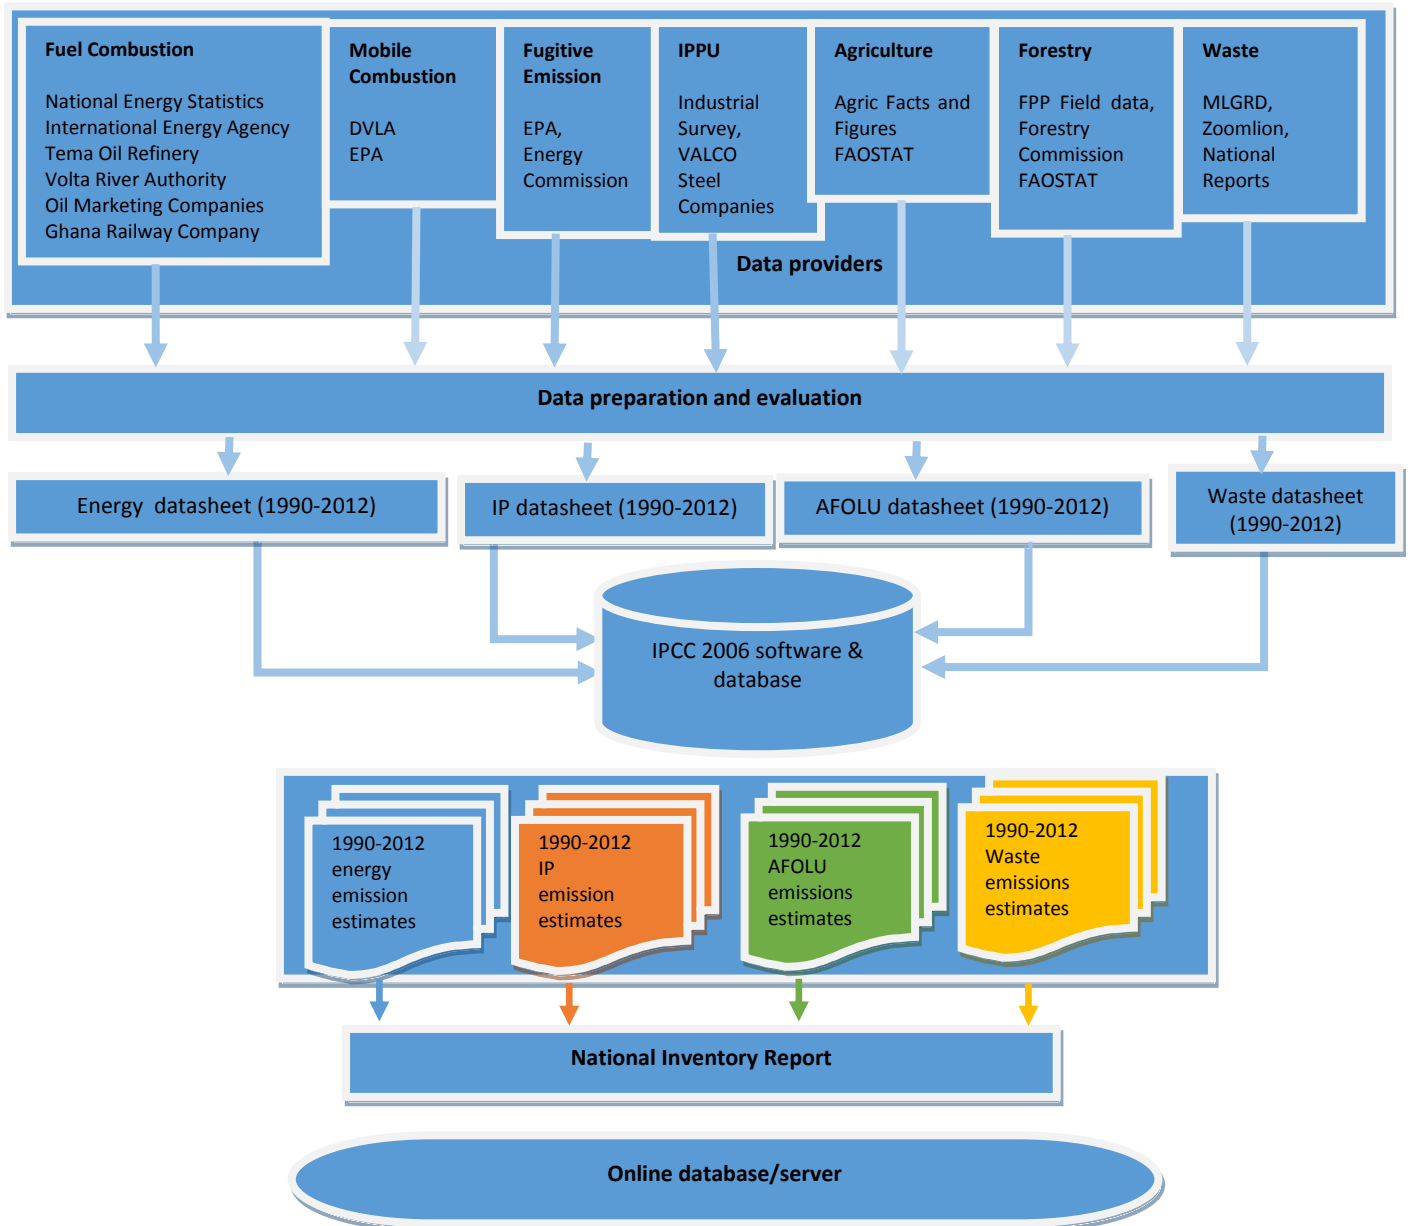 Fuel Combustion
National Energy Statistics
International Energy Agency
Tema Oil Refinery
Volta River Authority
Oil Marketing Companies
Ghana Railway Company
Mobile
Combustion
DVLA
EPA
Fugitive
Emission
EPA,
Energy
Commission
IPPU
Industrial
Survey,
VALCO
Steel
Companies
Agriculture
Agric Facts and
Figures
FAOSTAT
Forestry
FPP Field data,
Forestry
Commission
FAOSTAT
Waste
MLGRD,
Zoomlion,
National
Reports
Data providers
Data preparation and evaluation
Energy datasheet (1990-2012)
IP datasheet (1990-2012)
AFOLU datasheet (1990-2012)
Waste datasheet
(1990-2012)
IPCC 2006 software &
database
1990-2012
energy
emission
estimates
1990-2012
IP
emission
estimates
1990-2012
AFOLU
emissions
estimates
1990-2012
Waste
emissions
estimates
National Inventory Report
Online database/server